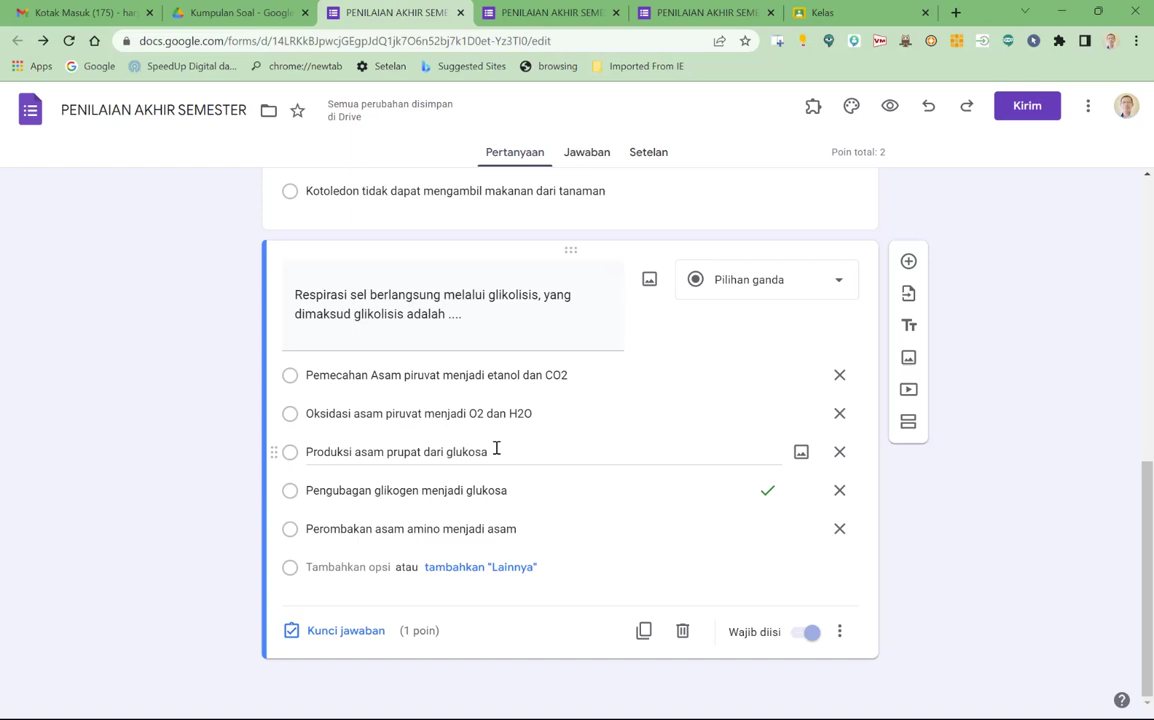 Kotak Masuk (175) - har
Kumpulan Soal - Google
PENILAIAN AKHIR SEME
PENILAIAN AKHIR SEM
PENILAIAN AKHIR SEM
Kelas
docs.google.com/forms/d/14LRKkBJpwcjGEgpJdQ1jk7O6n52bj7k1D0et-Yz3TI0/edit
Apps
Google
SpeedUp Digital da...
chrome://newtab
Setelan
Suggested Sites
browsing
Imported From IE
PENILAIAN AKHIR SEMESTER
Semua perubahan disimpan
di Drive
Kirim
Pertanyaan
Jawaban
Setelan
Poin total: 2
Kotoledon tidak dapat mengambil makanan dari tanaman
Respirasi sel berlangsung melalui glikolisis, yang
dimaksud glikolisis adalah ....
Pilihan ganda
Pemecahan Asam piruvat menjadi etanol dan CO2
Oksidasi asam piruvat menjadi O2 dan H2O
Produksi asam prupat dari glukosa
Pengubagan glikogen menjadi glukosa
Perombakan asam amino menjadi asam
Tambahkan opsi atau tambahkan "Lainnya"
Kunci jawaban (1 poin)
Wajib diisi